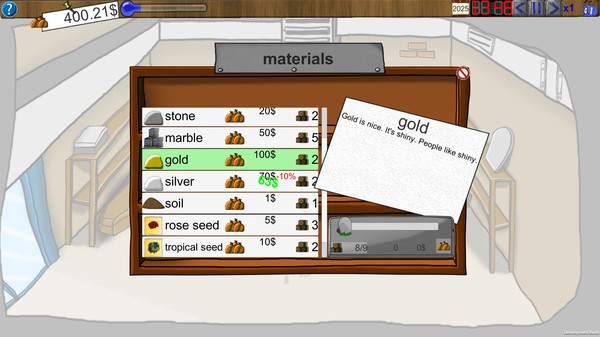 ?
400.21$
2025
x1
materials
stone 20$ 2
marble 50$ 5
gold 100$ 2
silver 70$ -10% 63$ 2
soil 1$ 1
rose seed 5$ 3
tropical seed 10$ 2
gold
Gold is nice. It's shiny. People like shiny.
8/9 0 0$